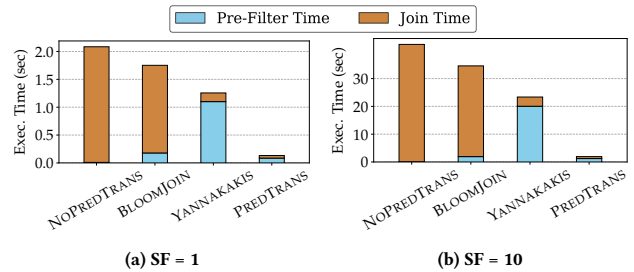 Pre-Filter Time Join Time
Exec. Time (sec)
2.0
1.5
1.0
0.5
0.0
NOPREDTRANS
BLOOMJOIN
YANNAKAKIS
PREDTRANS
(a) SF = 1
Exec. Time (sec)
30
20
10
0
NOPREDTRANS
BLOOMJOIN
YANNAKAKIS
PREDTRANS
(b) SF = 10